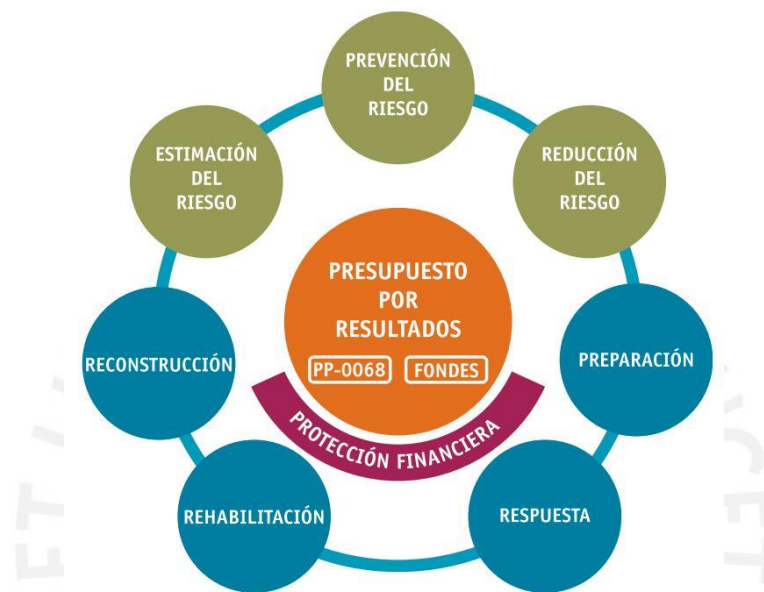 PREVENCIÓN
DEL
RIESGO
ESTIMACIÓN
DEL
RIESGO
REDUCCIÓN
DEL
RIESGO
PRESUPUESTO
POR
RESULTADOS
PP-0068
FONDES
PROTECCIÓN FINANCIERA
RECONSTRUCCIÓN
PREPARACIÓN
REHABILITACIÓN
RESPUESTA